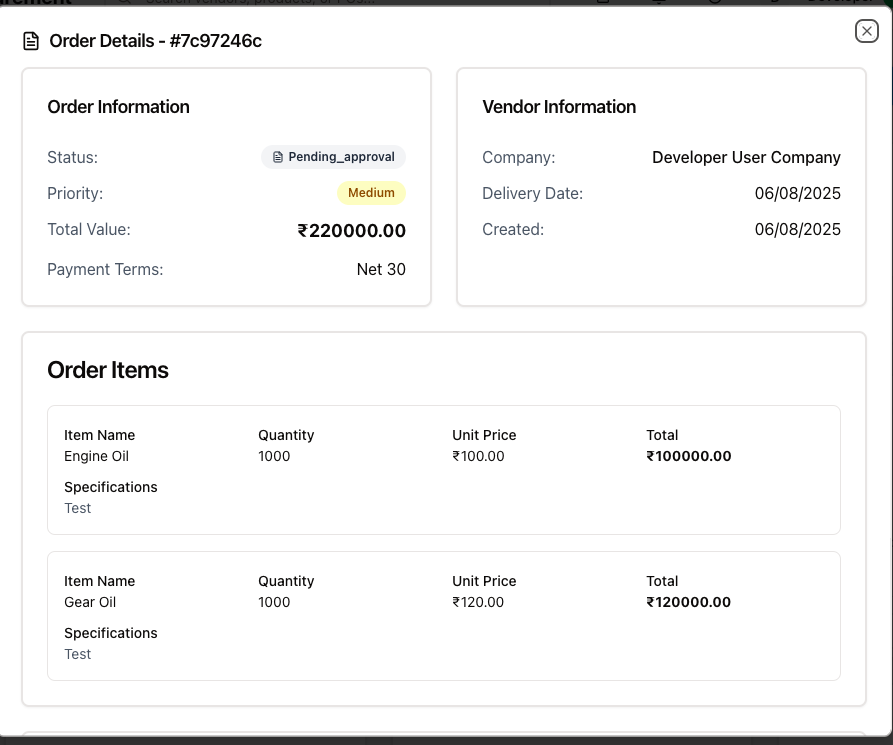 Order Details - #7c97246c
Order Information
Status: Pending_approval
Priority: Medium
Total Value: ₹220000.00
Payment Terms: Net 30
Vendor Information
Company: Developer User Company
Delivery Date: 06/08/2025
Created: 06/08/2025
Order Items
Item Name Quantity Unit Price Total
Engine Oil 1000 ₹100.00 ₹100000.00
Specifications
Test
Item Name Quantity Unit Price Total
Gear Oil 1000 ₹120.00 ₹120000.00
Specifications
Test